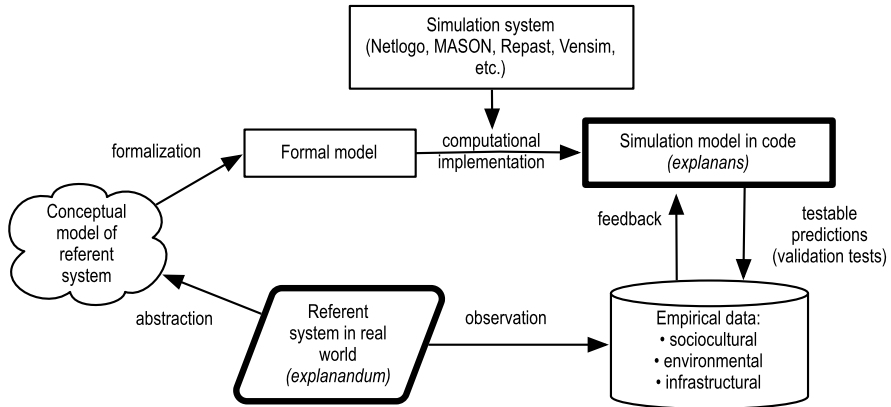 Simulation system
(Netlogo, MASON, Repast, Vensim,
etc.)
formalization
Formal model
computational
implementation
Simulation model in code
(explanans)
Conceptual
model of
referent
system
feedback
testable
predictions
(validation tests)
abstraction
Referent
system in real
world
(explanandum)
observation
Empirical data:
• sociocultural
• environmental
• infrastructural